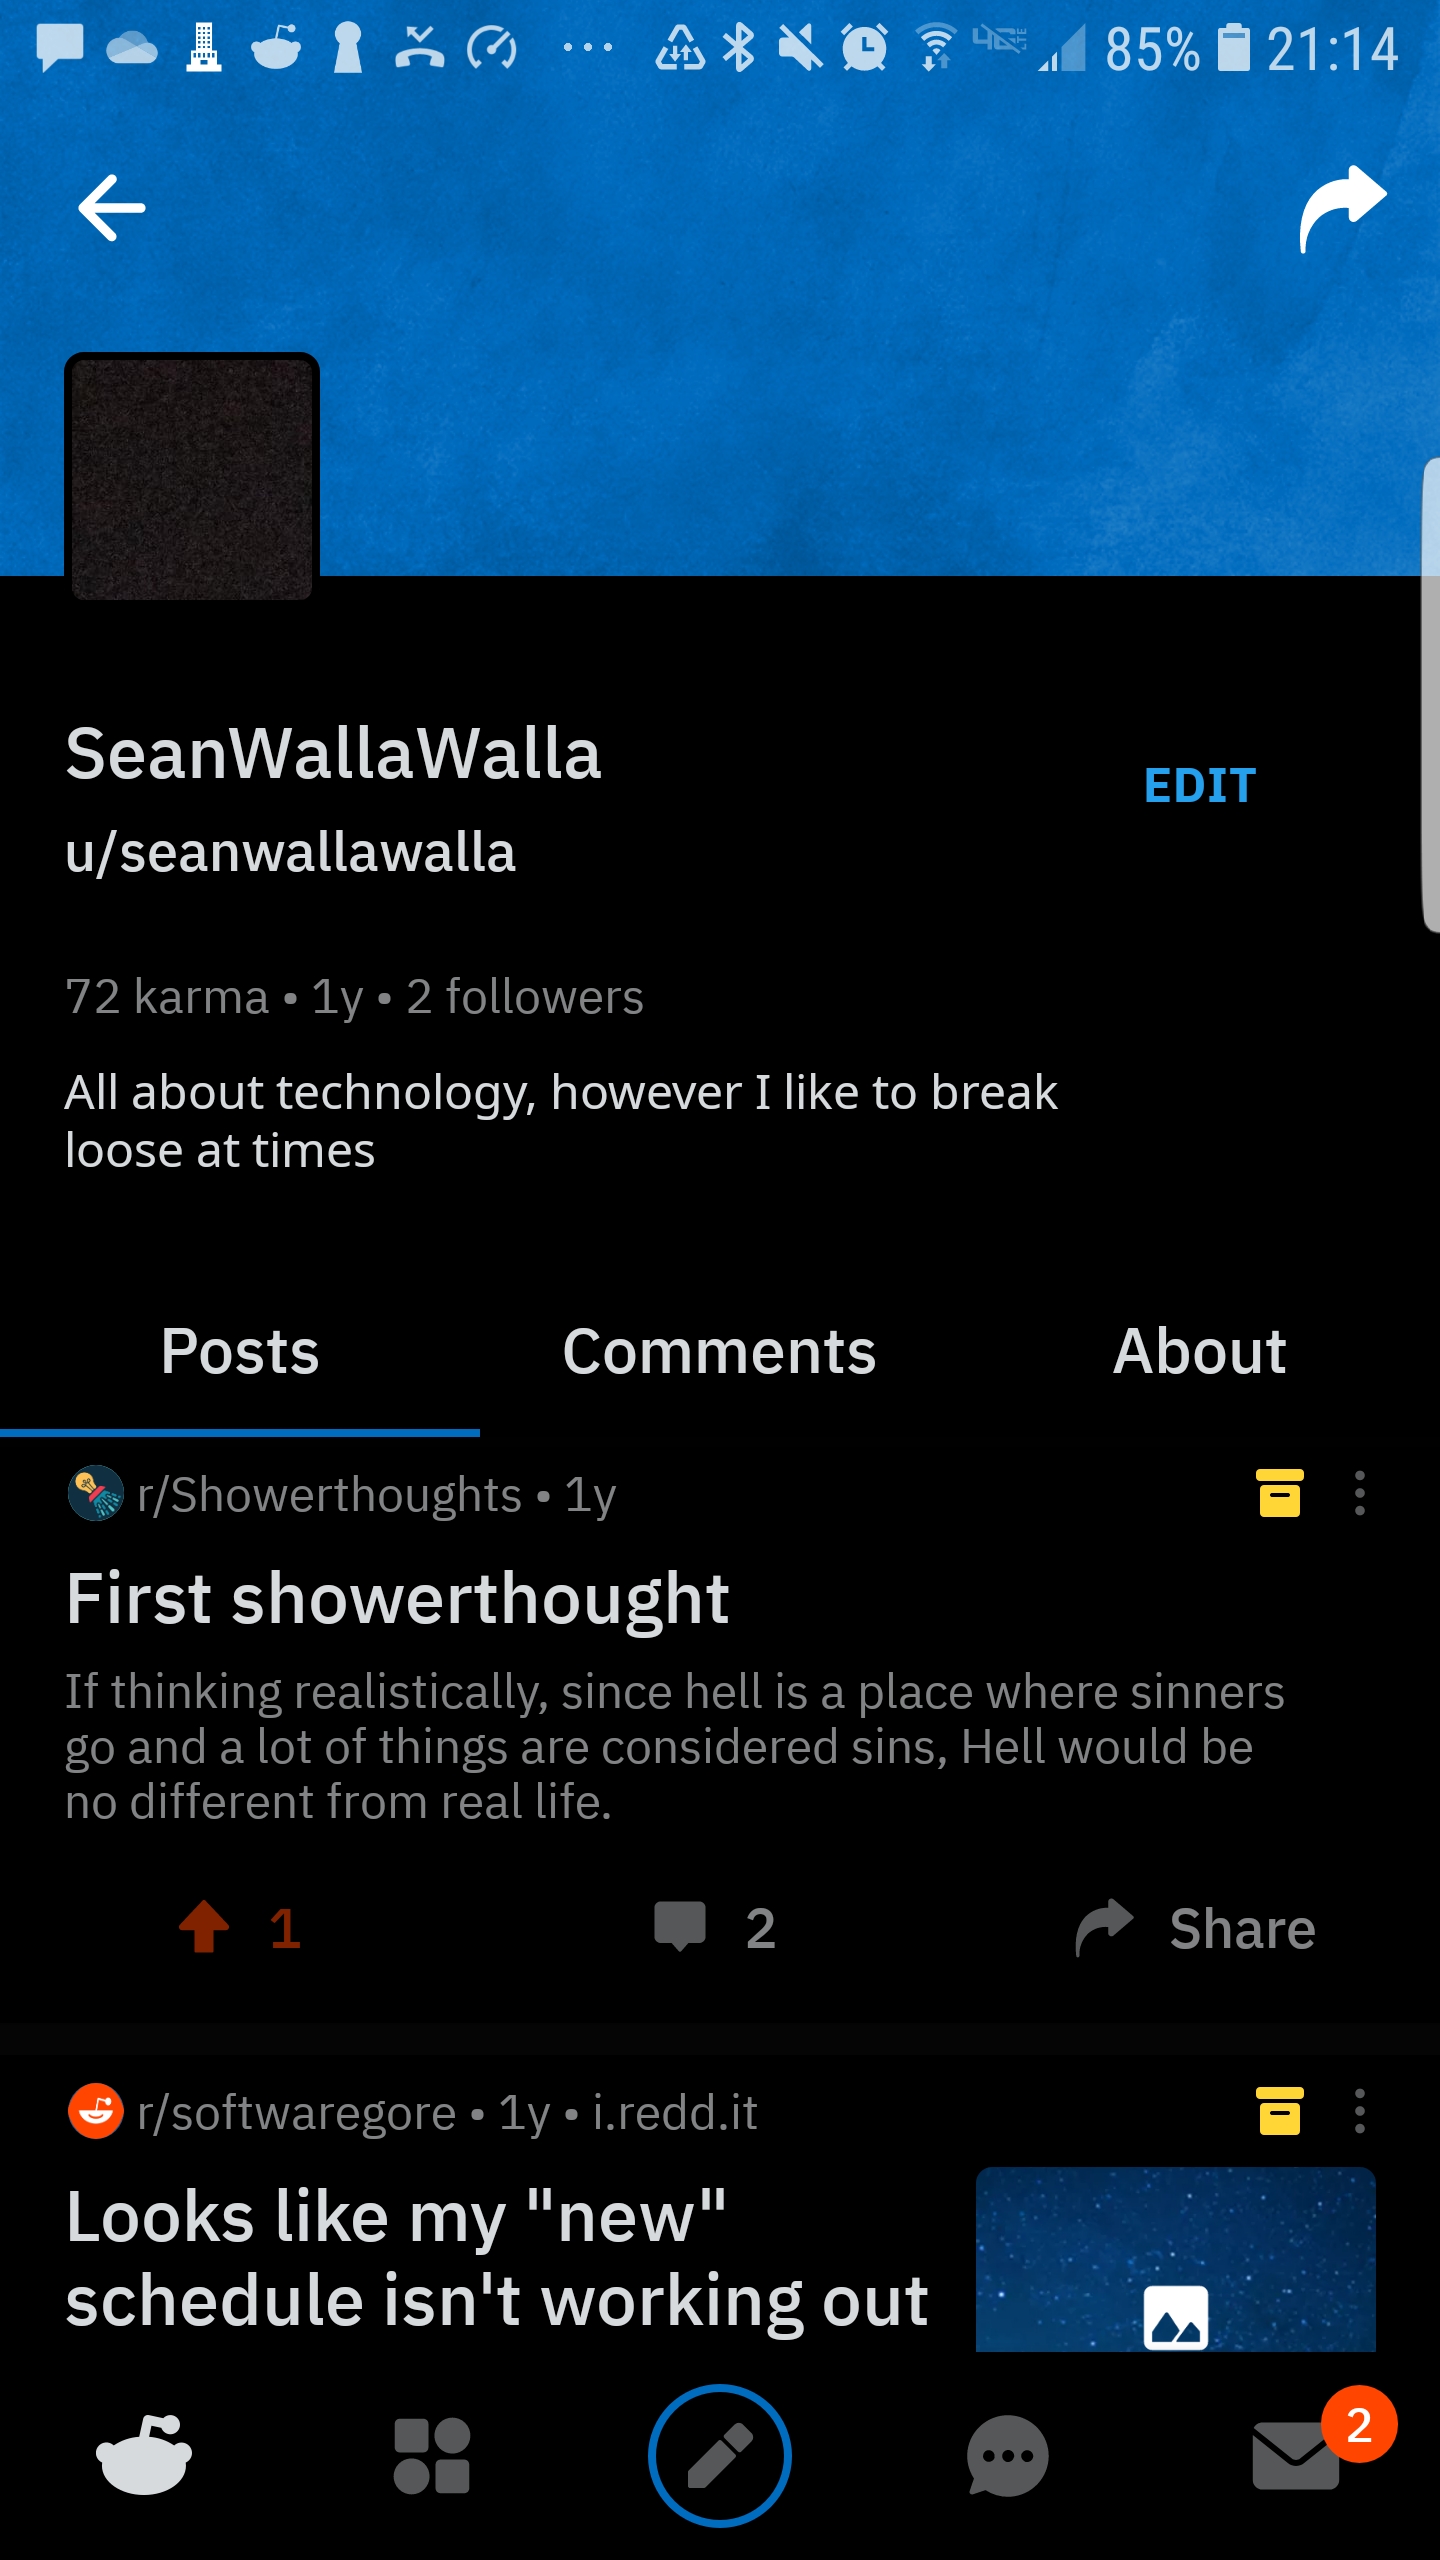 85% 21:14
SeanWallaWalla
EDIT
u/seanwallawalla
72 karma • 1y • 2 followers
All about technology, however I like to break
loose at times
Posts Comments About
r/Showerthoughts • 1y
First showerthought
If thinking realistically, since hell is a place where sinners
go and a lot of things are considered sins, Hell would be
no different from real life.
1 2 Share
r/softwaregore • 1y • i.redd.it
Looks like my "new"
schedule isn't working out
2